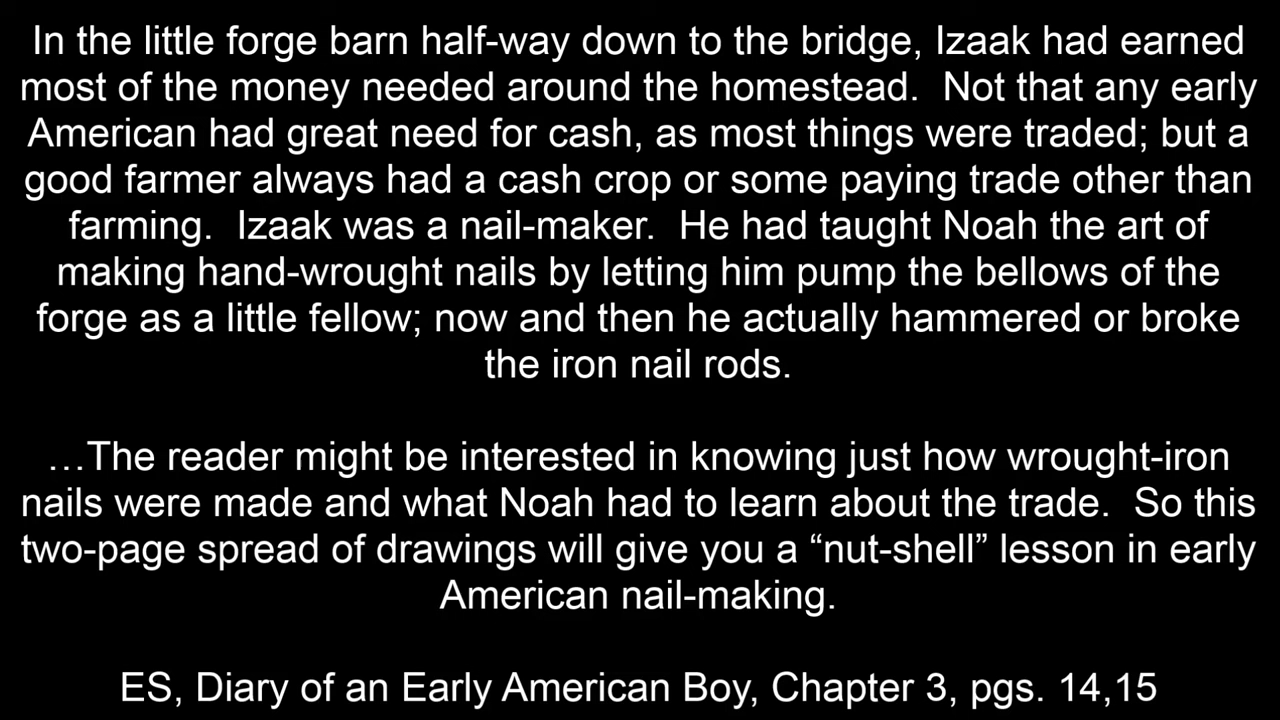 In the little forge barn half-way down to the bridge, Izaak had earned
most of the money needed around the homestead.  Not that any early
American had great need for cash, as most things were traded; but a
good farmer always had a cash crop or some paying trade other than
farming.  Izaak was a nail-maker.  He had taught Noah the art of
making hand-wrought nails by letting him pump the bellows of the
forge as a little fellow; now and then he actually hammered or broke
the iron nail rods.
…The reader might be interested in knowing just how wrought-iron
nails were made and what Noah had to learn about the trade.  So this
two-page spread of drawings will give you a “nut-shell” lesson in early
American nail-making.
ES, Diary of an Early American Boy, Chapter 3, pgs. 14,15